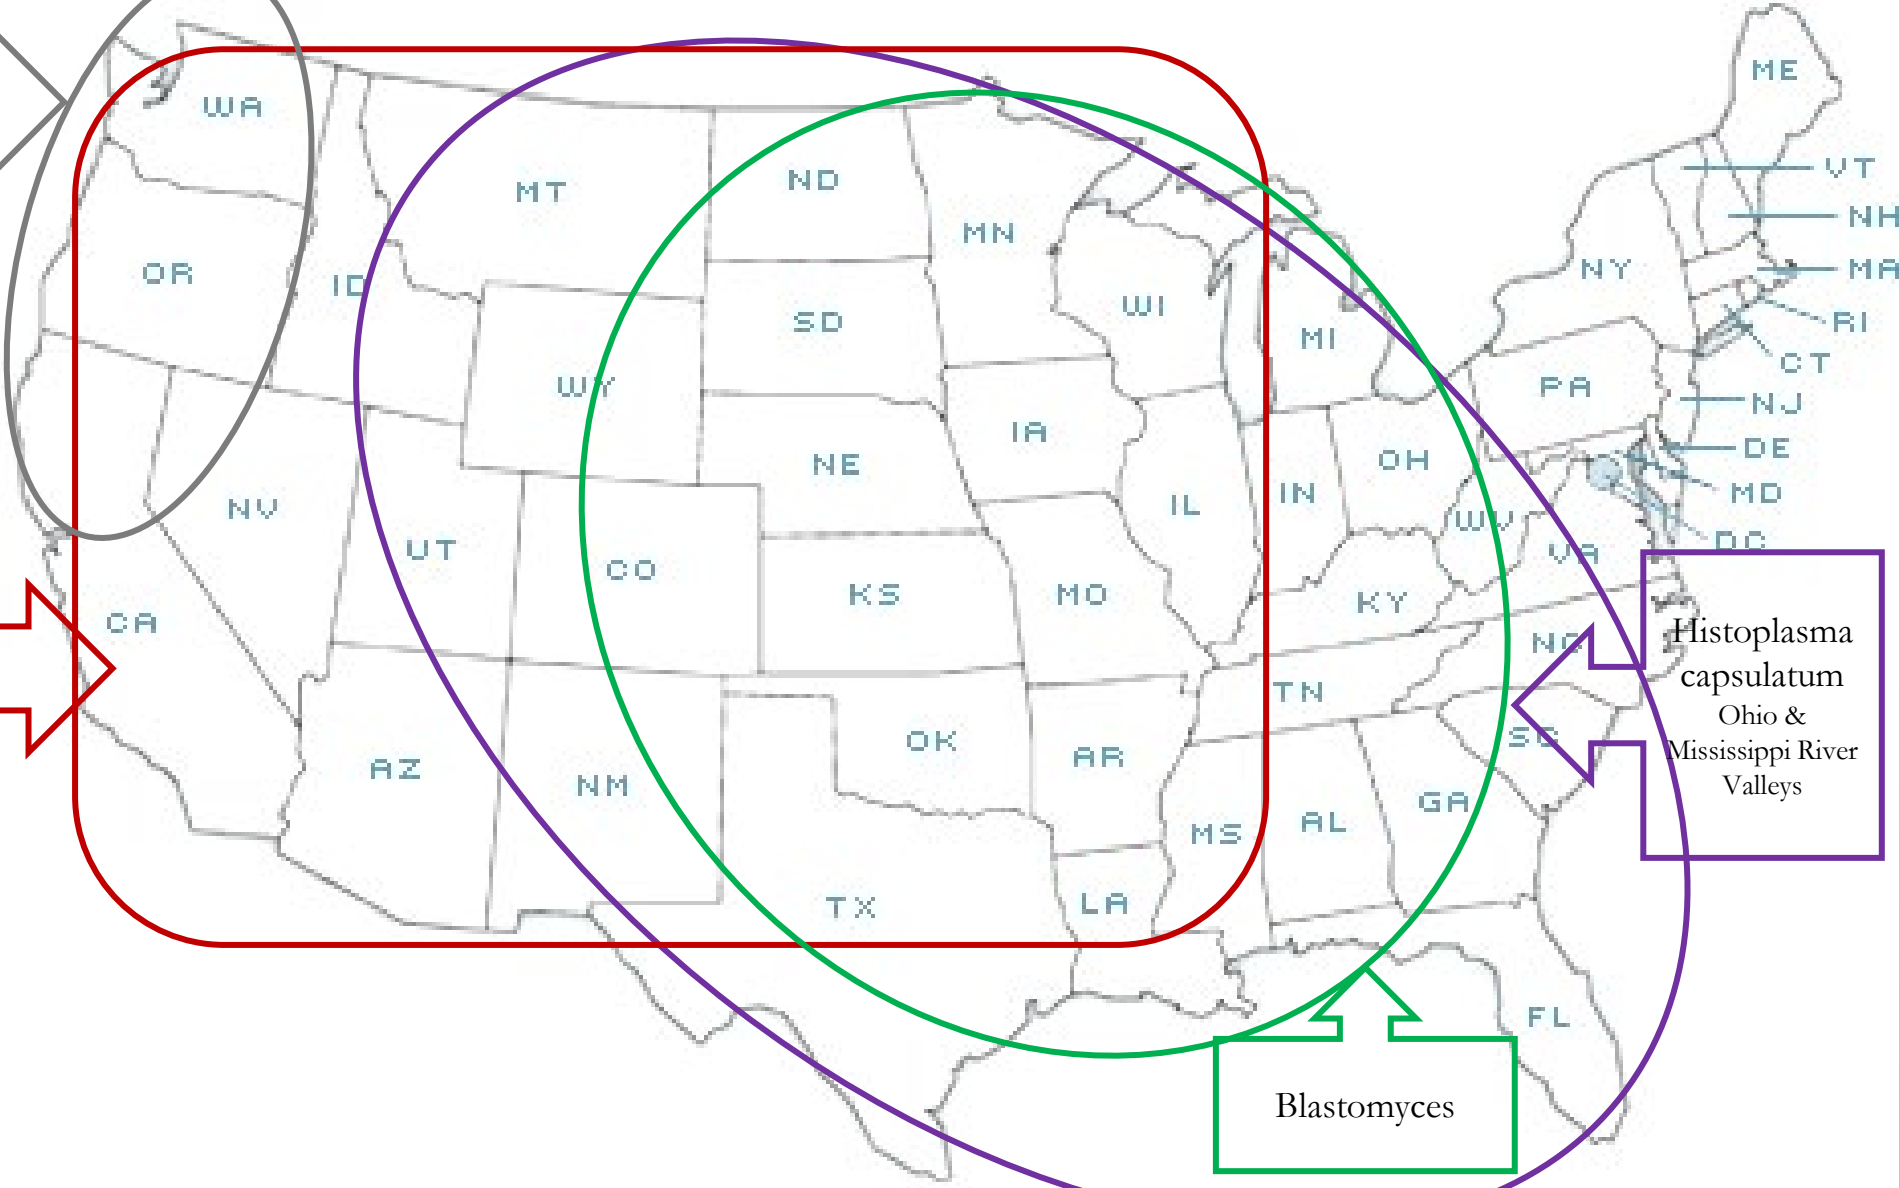 ME
WA
VT
ND
MT
NH
MN
MA
NY
OR
ID
WI
RI
SD
MI
CT
WY
PA
NJ
IA
DE
OH
NE
MD
IN
IL
NV
WV
DC
UT
VA
CO
KS
MO
KY
CA
NC
Histoplasma
capsulatum
Ohio &
Mississippi River
Valleys
TN
SC
OK
AR
AZ
NM
GA
AL
MS
LA
TX
FL
Blastomyces